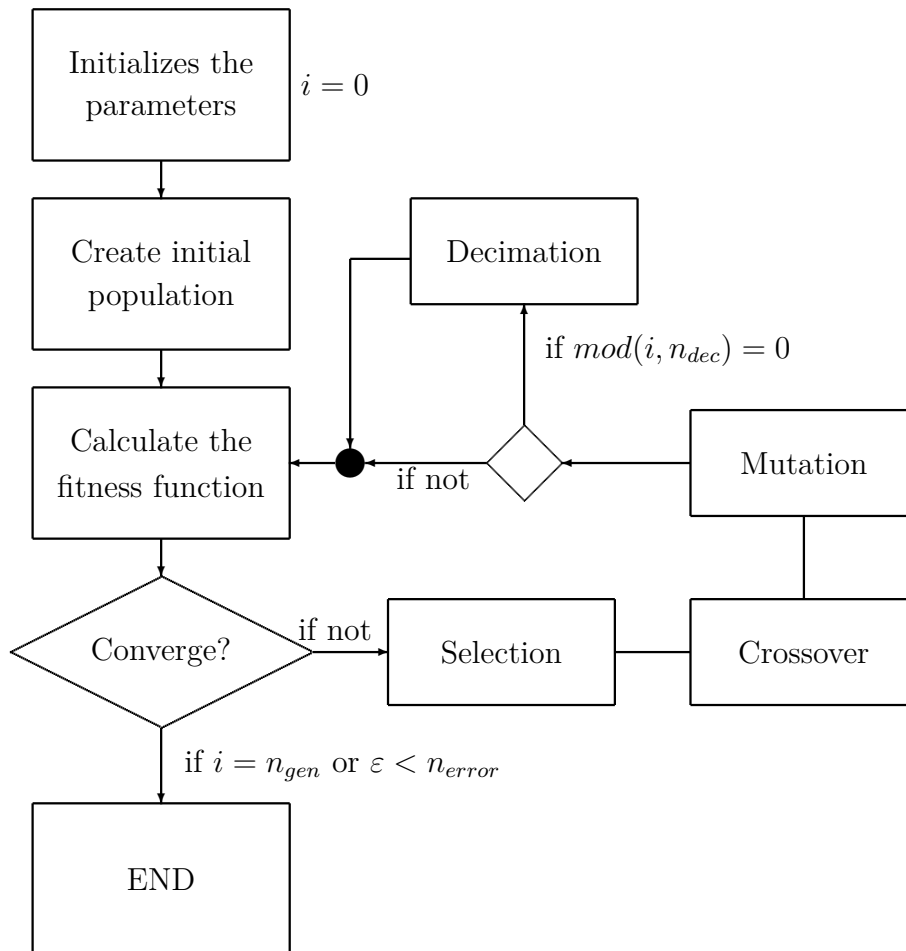 Initializes the
parameters
i = 0
Create initial
population
Decimation
if mod(i, n_dec) = 0
Calculate the
fitness function
if not
Mutation
Converge?
if not
Selection
Crossover
if i = n_gen or ε < n_error
END